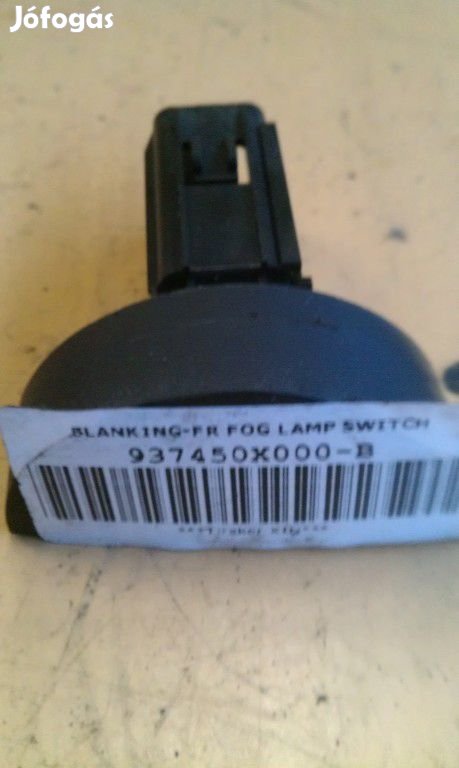 Jófogás
BLANKING-FR FOG LAMP SWITCH
937450X000-B